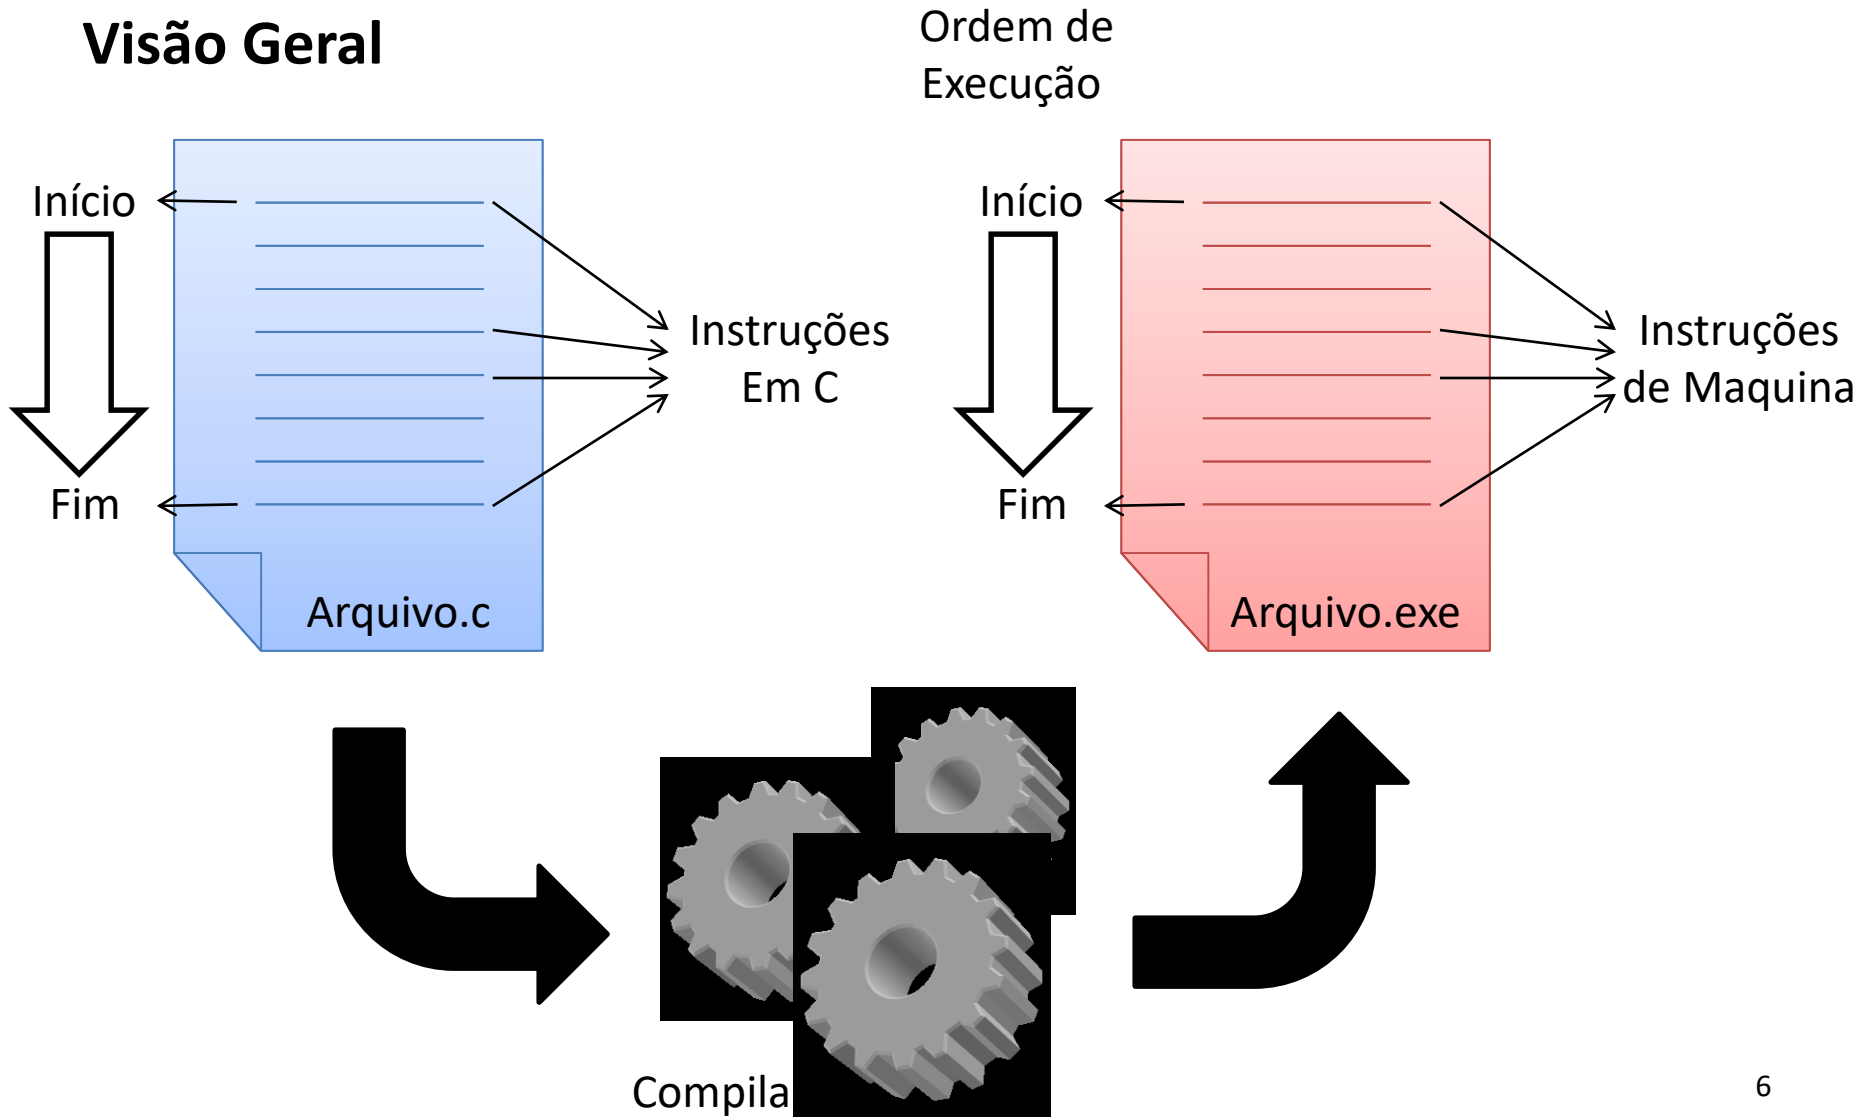 Visão Geral
Ordem de
Execução
Início
Fim
Instruções
Em C
Arquivo.c
Início
Fim
Instruções
de Maquina
Arquivo.exe
Compila
6